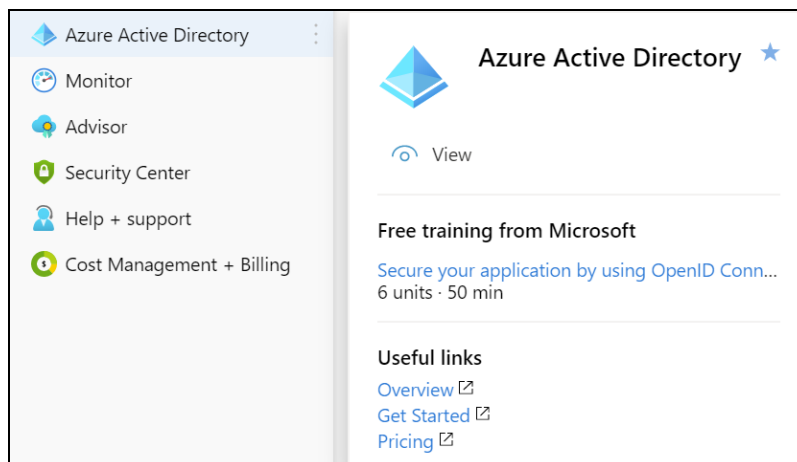 Azure Active Directory
Monitor
Advisor
Security Center
Help + support
Cost Management + Billing
Azure Active Directory
View
Free training from Microsoft
Secure your application by using OpenID Conn...
6 units · 50 min
Useful links
Overview
Get Started
Pricing